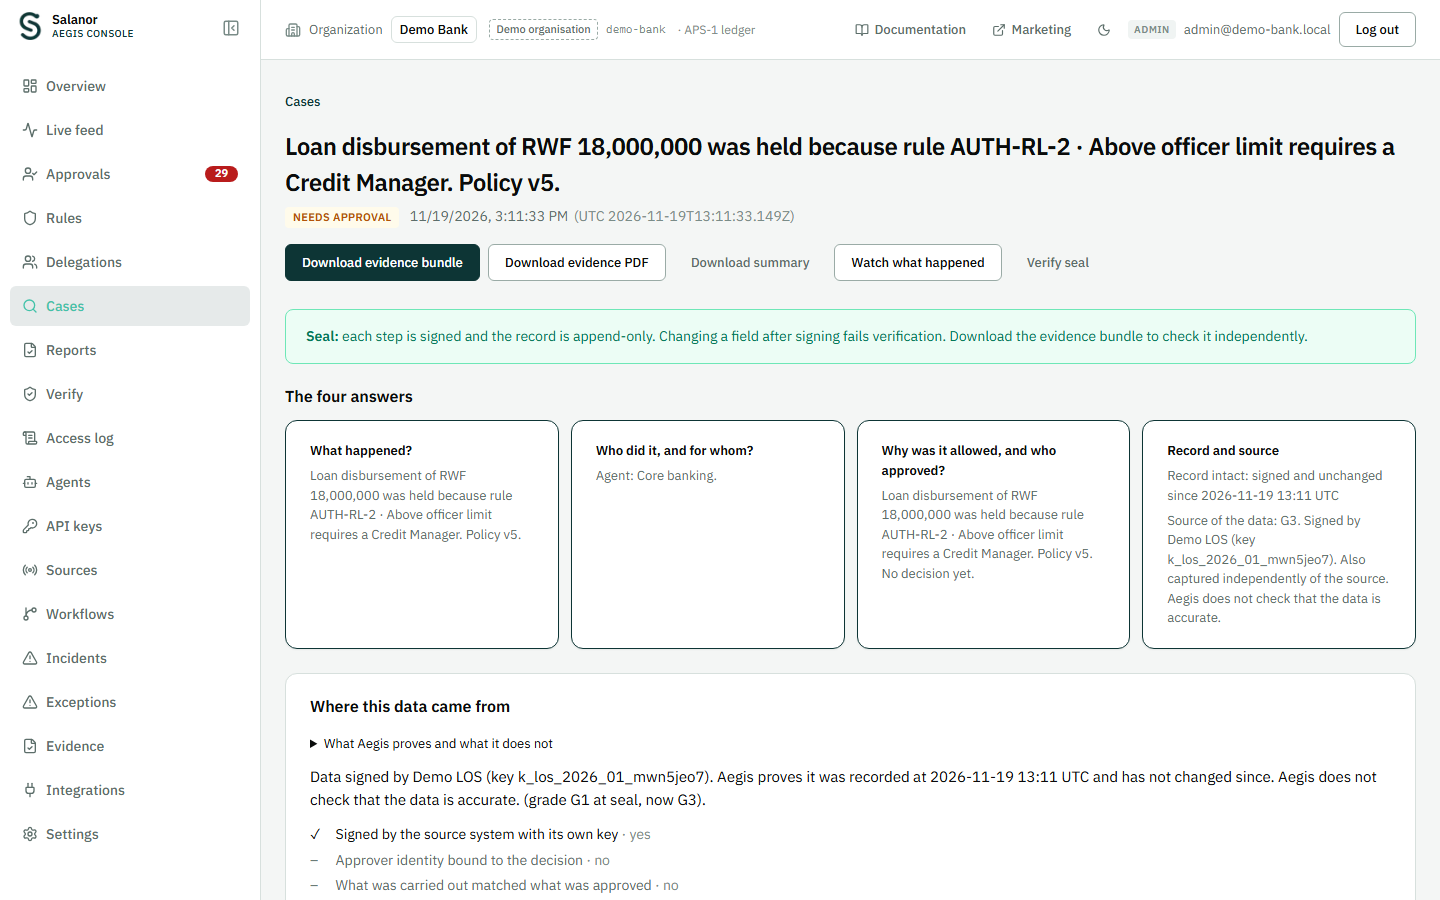 Salanor
AEGIS CONSOLE
Overview
Live feed
Approvals
29
Rules
Delegations
Cases
Reports
Verify
Access log
Agents
API keys
Sources
Workflows
Incidents
Exceptions
Evidence
Integrations
Settings
Organization
Demo Bank
Demo organisation
demo-bank
· APS-1 ledger
Documentation
Marketing
ADMIN
admin@demo-bank.local
Log out
Cases
Loan disbursement of RWF 18,000,000 was held because rule AUTH-RL-2 · Above officer limit requires a
Credit Manager. Policy v5.
NEEDS APPROVAL
11/19/2026, 3:11:33 PM (UTC 2026-11-19T13:11:33.149Z)
Download evidence bundle
Download evidence PDF
Download summary
Watch what happened
Verify seal
Seal: each step is signed and the record is append-only. Changing a field after signing fails verification. Download the evidence bundle to check it independently.
The four answers
What happened?
Loan disbursement of RWF
18,000,000 was held because rule
AUTH-RL-2 · Above officer limit
requires a Credit Manager. Policy v5.
Who did it, and for whom?
Agent: Core banking.
Why was it allowed, and who
approved?
Loan disbursement of RWF
18,000,000 was held because rule
AUTH-RL-2 · Above officer limit
requires a Credit Manager. Policy v5.
No decision yet.
Record and source
Record intact: signed and unchanged
since 2026-11-19 13:11 UTC
Source of the data: G3. Signed by
Demo LOS (key
k_los_2026_01_mwn5jeo7). Also
captured independently of the source.
Aegis does not check that the data is
accurate.
Where this data came from
What Aegis proves and what it does not
Data signed by Demo LOS (key k_los_2026_01_mwn5jeo7). Aegis proves it was recorded at 2026-11-19 13:11 UTC and has not changed since. Aegis does not
check that the data is accurate. (grade G1 at seal, now G3).
✓ Signed by the source system with its own key · yes
– Approver identity bound to the decision · no
– What was carried out matched what was approved · no